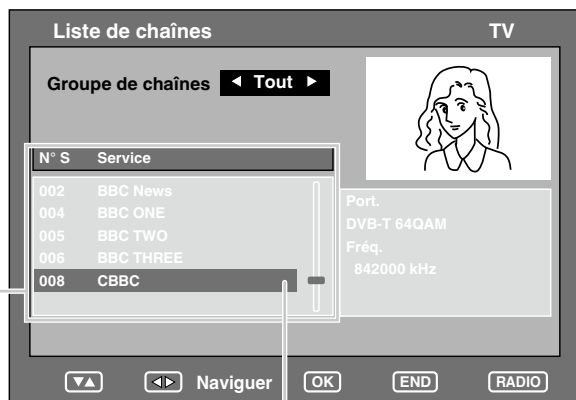 Liste de chaînes TV
Groupe de chaînes Tout
N° S Service
002 BBC News
004 BBC ONE
005 BBC TWO
006 BBC THREE
008 CBBC
Port.
DVB-T 64QAM
Fréq.
842000 kHz
Naviguer OK END RADIO